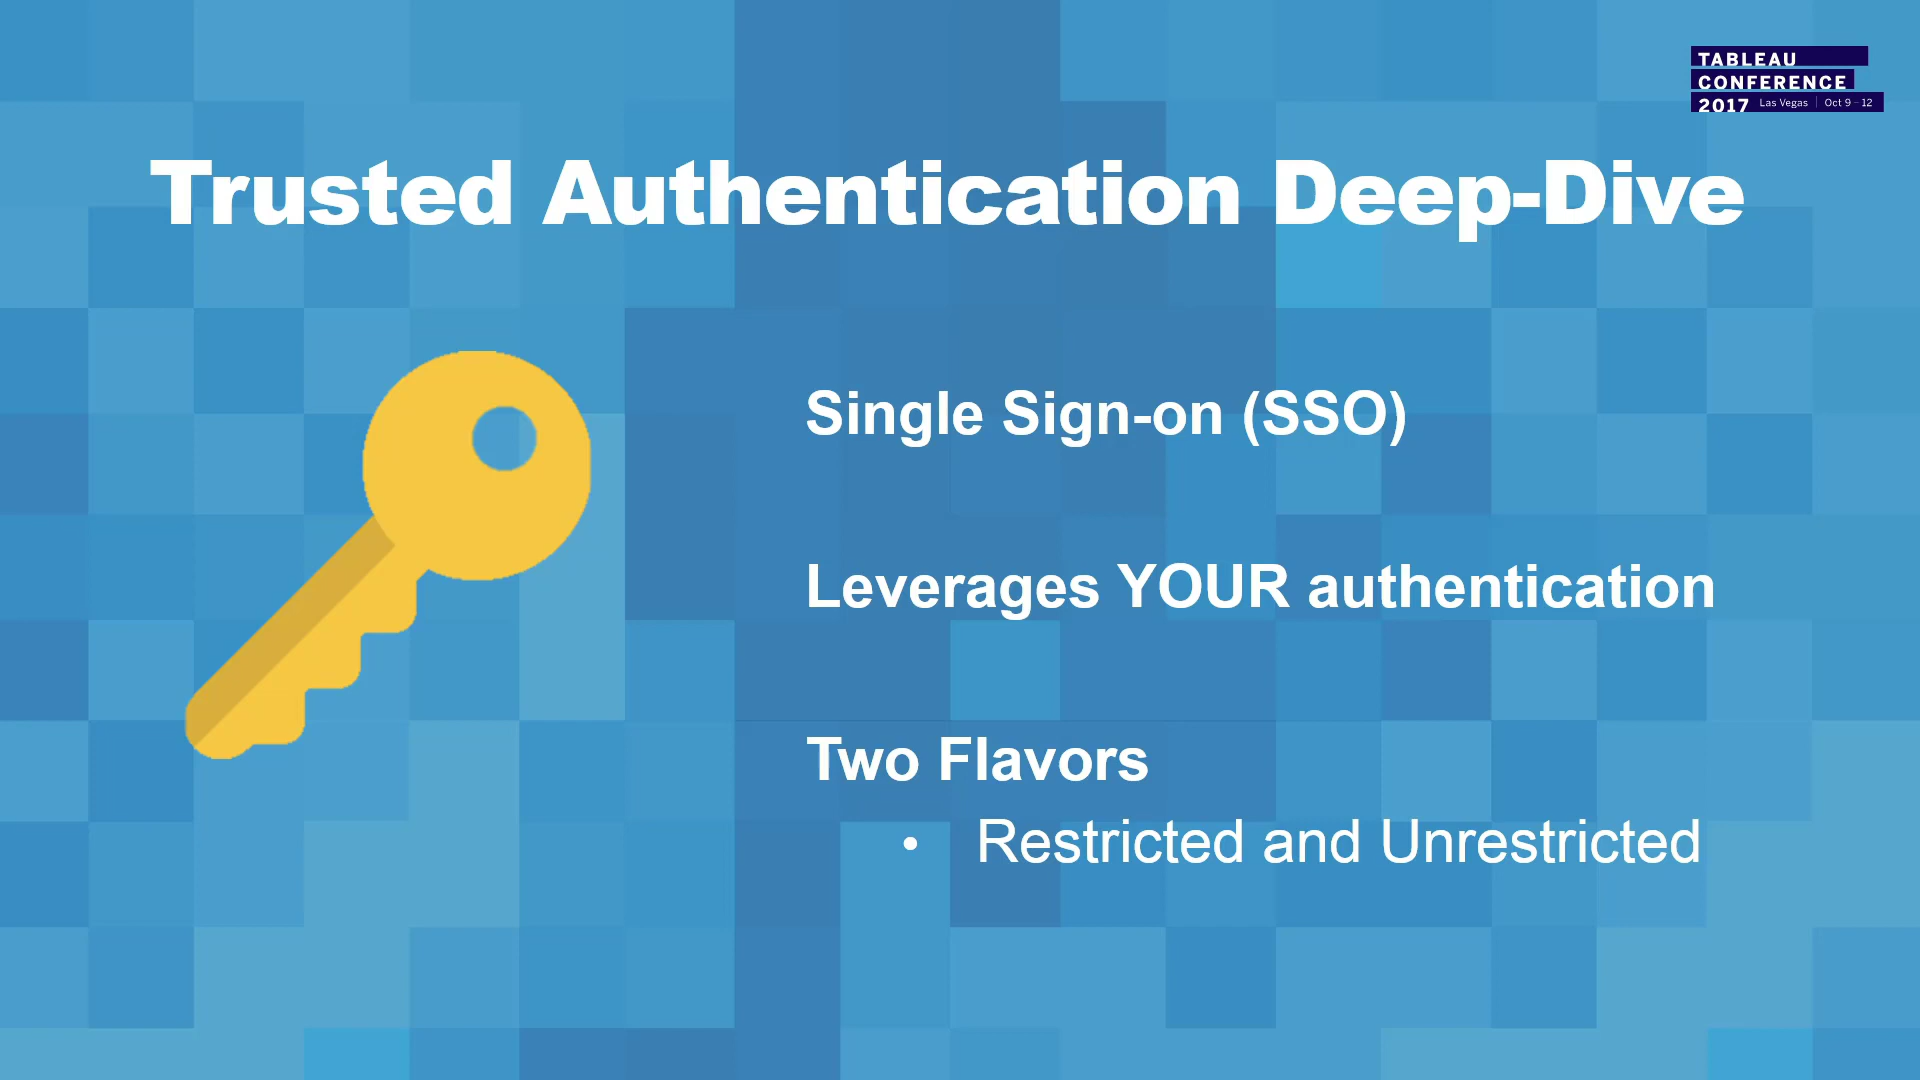 TABLEAU
CONFERENCE
2017 Las Vegas | Oct 9 - 12
Trusted Authentication Deep-Dive
Single Sign-on (SSO)
Leverages YOUR authentication
Two Flavors
• Restricted and Unrestricted